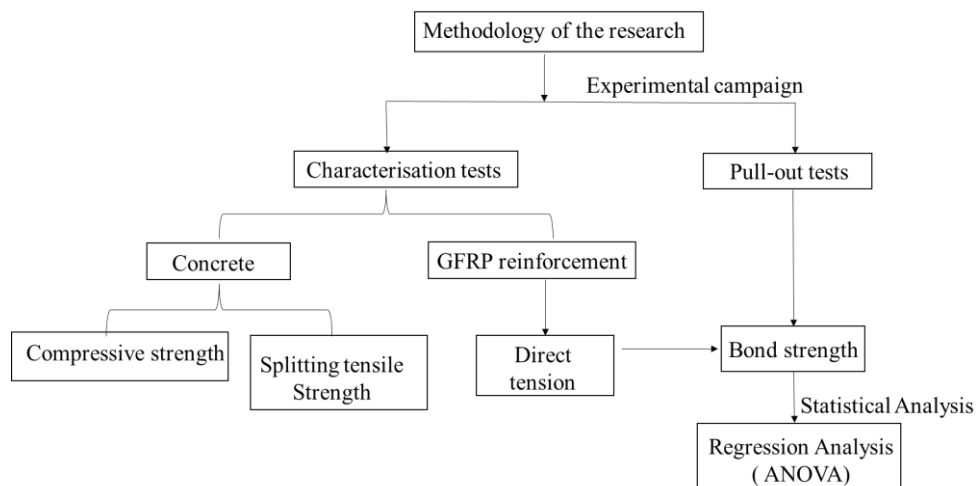 Methodology of the research
Experimental campaign
Characterisation tests
Pull-out tests
Concrete
GFRP reinforcement
Compressive strength
Splitting tensile
Strength
Direct
tension
Bond strength
Statistical Analysis
Regression Analysis
( ANOVA)